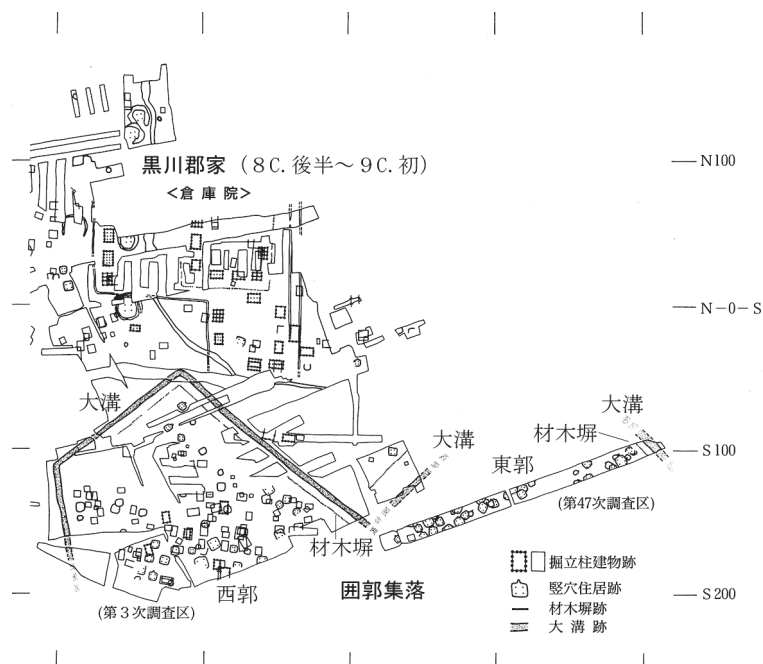 黒川郡家（８C.後半～９C.初）
＜倉庫院＞
N100
N－0－S
大溝
大溝
大溝
材木塀
S100
東郭
(第47次調査区)
材木塀
囲郭集落
西郭
(第３次調査区)
掘立柱建物跡
竪穴住居跡
材木塀跡
大溝跡
S200